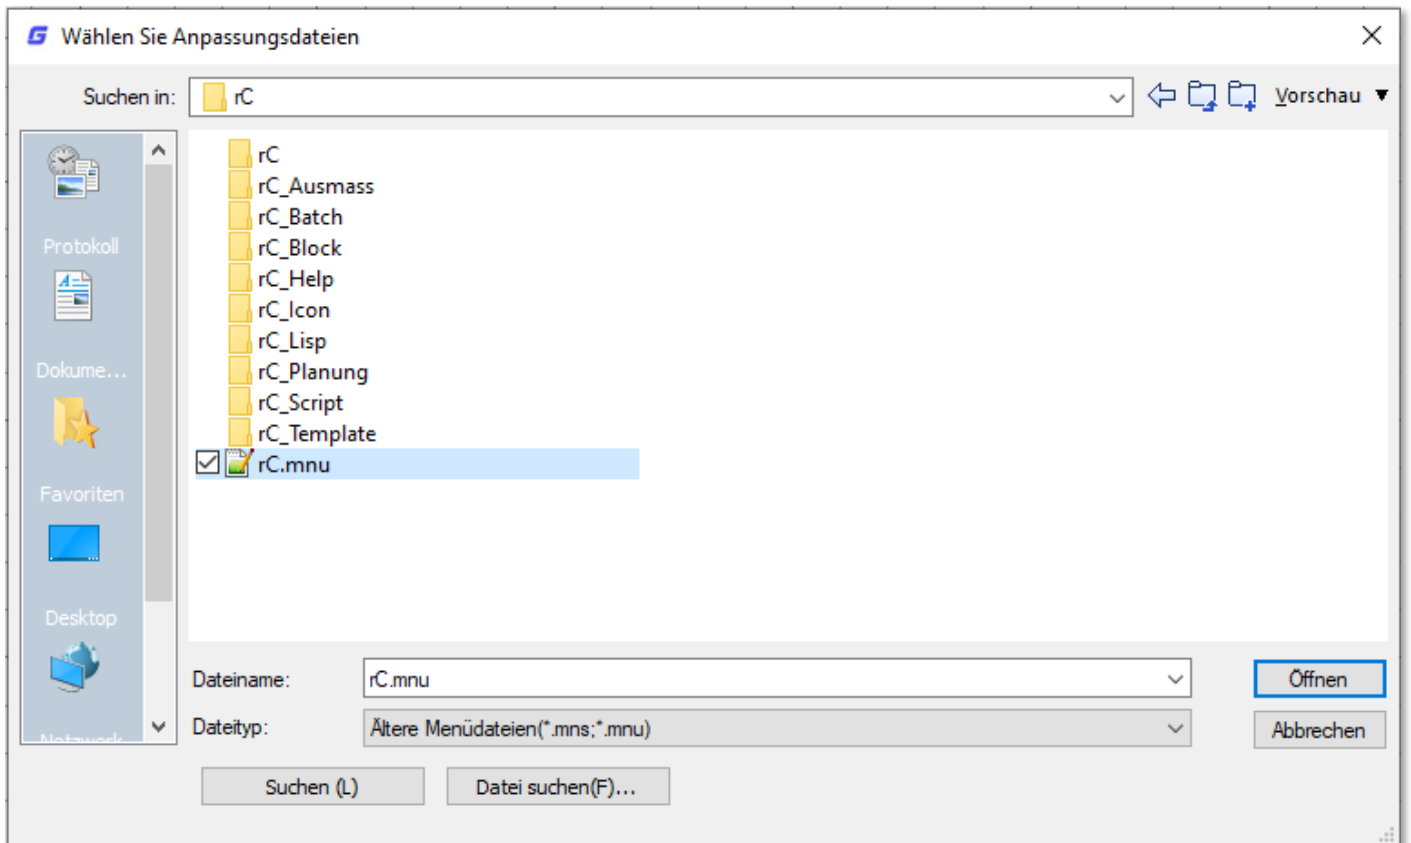 Wählen Sie Anpassungsdateien
Suchen in: rC Vorschau
rC
rC_Ausmass
rC_Batch
rC_Block
rC_Help
rC_Icon
rC_Lisp
rC_Planung
rC_Script
rC_Template
rC.mnu
Protokoll
Dokume...
Favoriten
Desktop
Netzwerk
Dateiname: rC.mnu Öffnen
Dateityp: Ältere Menüdateien(*.mns;*.mnu) Abbrechen
Suchen (L) Datei suchen(F)...